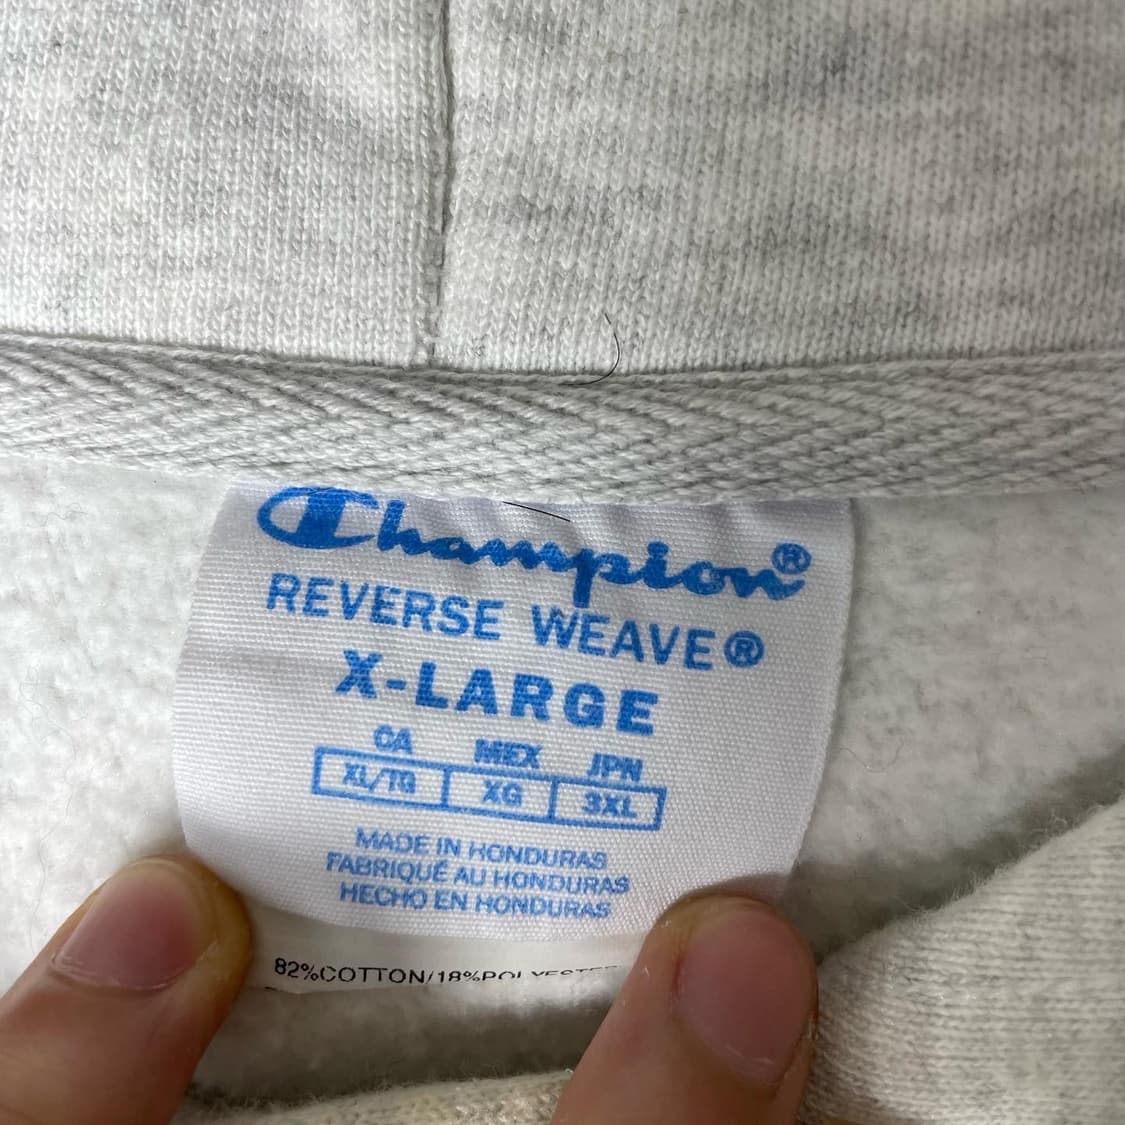 Champion®
REVERSE WEAVE®
X-LARGE
CA MEX JPN
XL/TG XG 3XL
MADE IN HONDURAS
FABRIQUÉ AU HONDURAS
HECHO EN HONDURAS
82%COTTON/18%POLYESTER